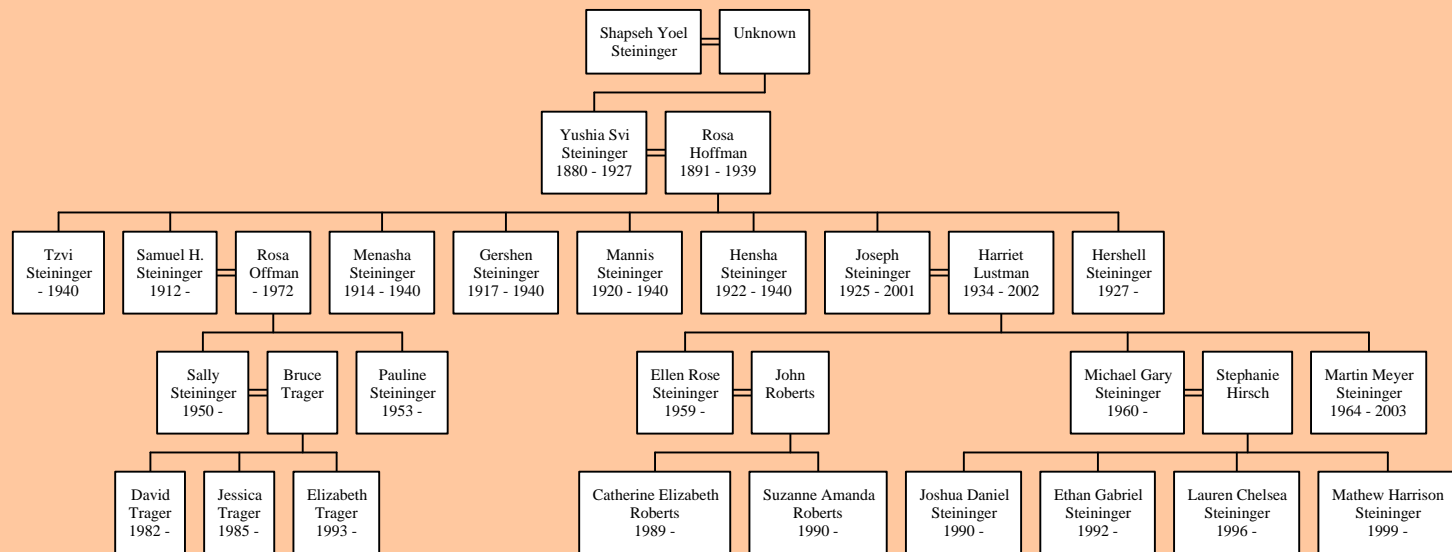 Shapseh Yoel
Steininger
Unknown
Yushia Svi
Steininger
1880 - 1927
Rosa
Hoffman
1891 - 1939
Tzvi
Steininger
- 1940
Samuel H.
Steininger
1912 -
Rosa
Offman
- 1972
Menasha
Steininger
1914 - 1940
Gershen
Steininger
1917 - 1940
Mannis
Steininger
1920 - 1940
Hensha
Steininger
1922 - 1940
Joseph
Steininger
1925 - 2001
Harriet
Lustman
1934 - 2002
Hershell
Steininger
1927 -
Sally
Steininger
1950 -
Bruce
Trager
Pauline
Steininger
1953 -
Ellen Rose
Steininger
1959 -
John
Roberts
Michael Gary
Steininger
1960 -
Stephanie
Hirsch
Martin Meyer
Steininger
1964 - 2003
David
Trager
1982 -
Jessica
Trager
1985 -
Elizabeth
Trager
1993 -
Catherine Elizabeth
Roberts
1989 -
Suzanne Amanda
Roberts
1990 -
Joshua Daniel
Steininger
1990 -
Ethan Gabriel
Steininger
1992 -
Lauren Chelsea
Steininger
1996 -
Mathew Harrison
Steininger
1999 -